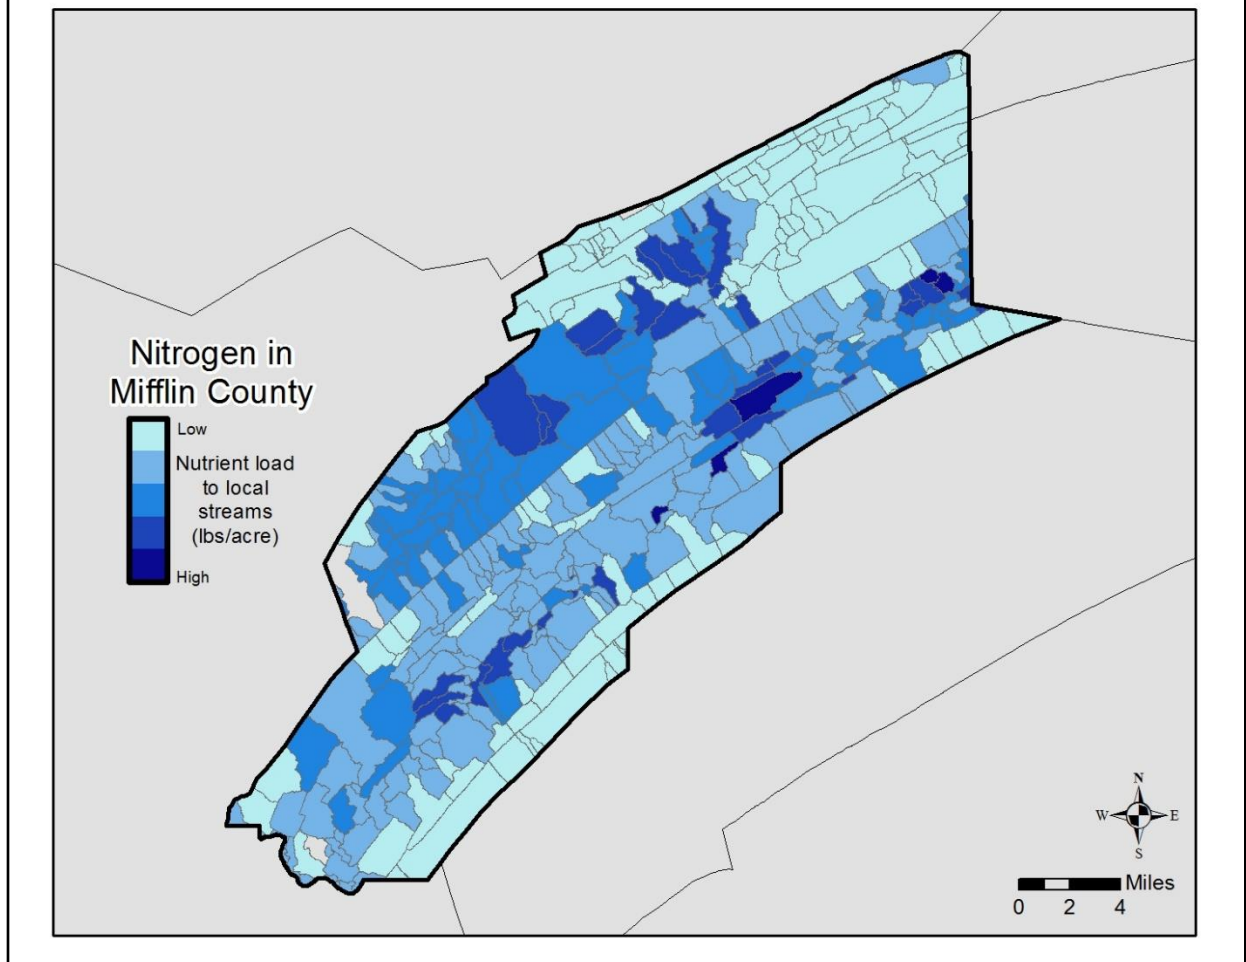 Nitrogen in
Mifflin County
Low
Nutrient load
to local
streams
(lbs/acre)
High
N
W E
S
Miles
0 2 4